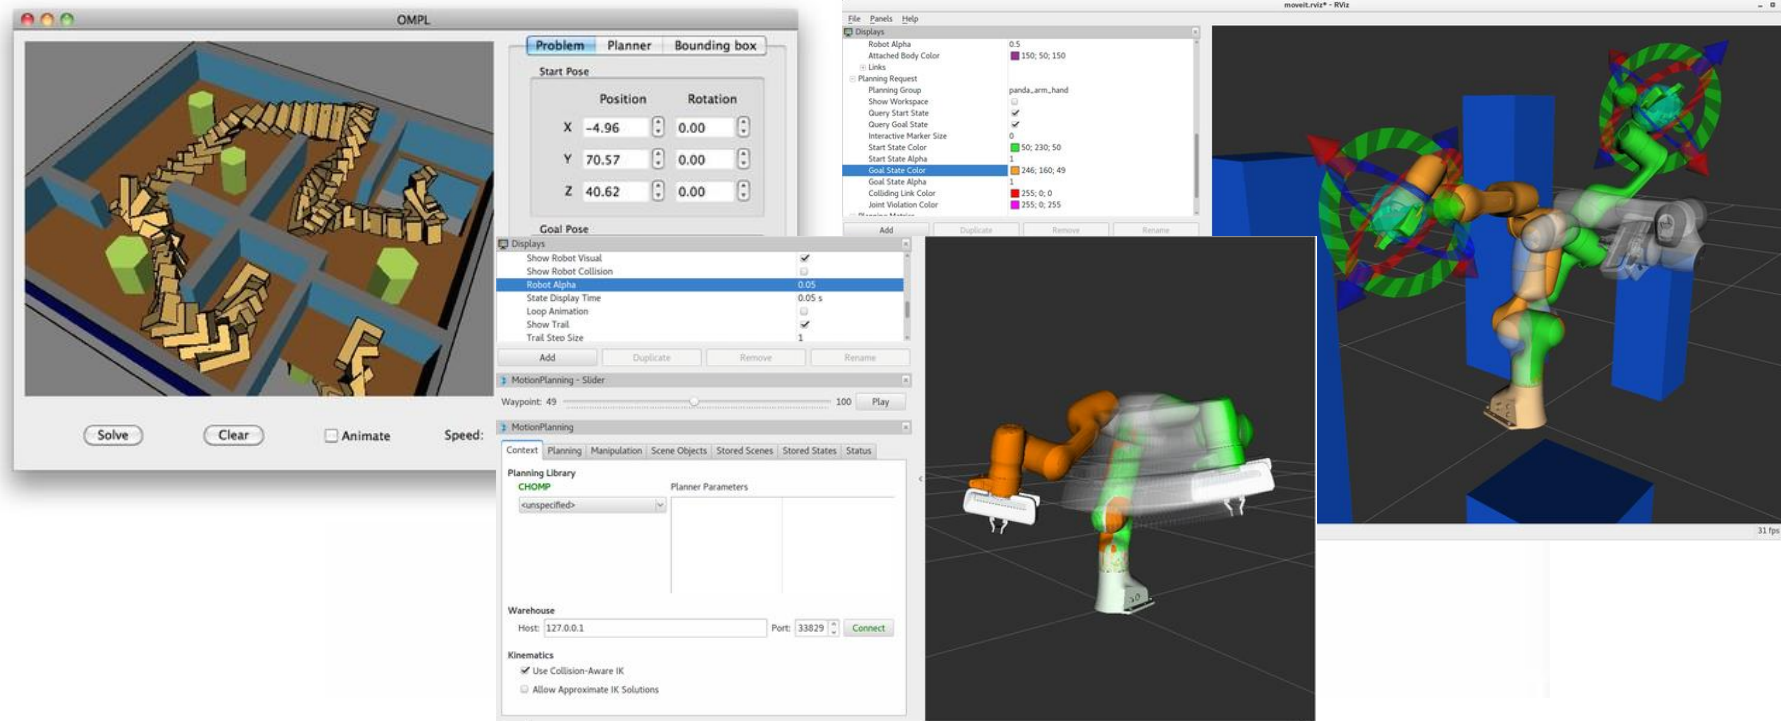 OMPL
Problem Planner Bounding box
Start Pose
Position Rotation
X -4.96 0.00
Y 70.57 0.00
Z 40.62 0.00
Goal Pose
Solve Clear Animate Speed:
moveit.rviz* - RViz
File Panels Help
Displays
Robot Alpha 0.5
Attached Body Color 150; 50; 150
Links
Planning Request
Planning Group panda_arm_hand
Show Workspace
Query Start State
Query Goal State
Interactive Marker Size 0
Start State Color 50; 230; 50
Start State Alpha 1
Goal State Color 246; 160; 49
Goal State Alpha 1
Colliding Link Color 255; 0; 0
Joint Violation Color 255; 0; 255
Planning Metrics
Add Duplicate Remove Rename
31 fps
Displays
Show Robot Visual
Show Robot Collision
Robot Alpha 0.05
State Display Time 0.05 s
Loop Animation
Show Trail
Trail Step Size 1
Add Duplicate Remove Rename
MotionPlanning - Slider
Waypoint: 49 100 Play
MotionPlanning
Context Planning Manipulation Scene Objects Stored Scenes Stored States Status
Planning Library
CHOMP Planner Parameters
<unspecified>
Warehouse
Host: 127.0.0.1 Port: 33829 Connect
Kinematics
Use Collision-Aware IK
Allow Approximate IK Solutions